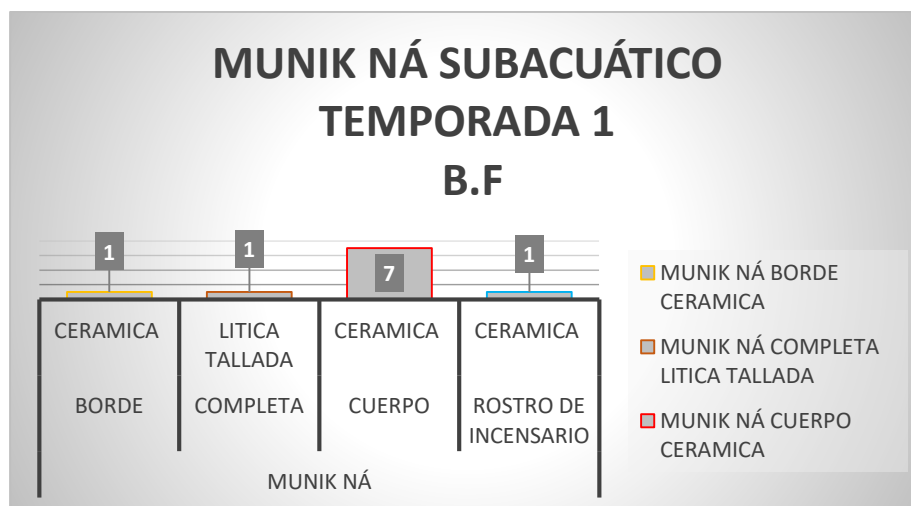 MUNIK NÁ SUBACUÁTICO
TEMPORADA 1
B.F
1
1
7
1
CERAMICA
LITICA
TALLADA
CERAMICA
CERAMICA
BORDE
COMPLETA
CUERPO
ROSTRO DE
INCENSARIO
MUNIK NÁ
MUNIK NÁ BORDE
CERAMICA
MUNIK NÁ COMPLETA
LITICA TALLADA
MUNIK NÁ CUERPO
CERAMICA